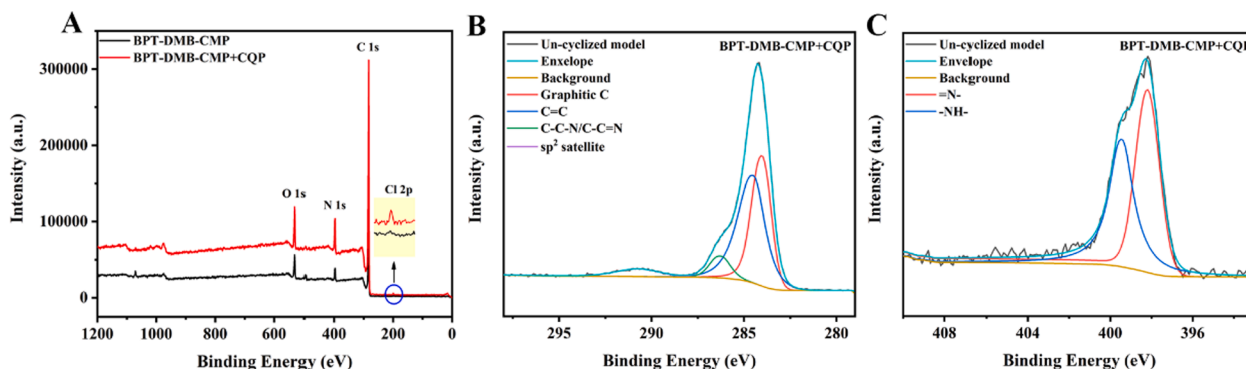 A
BPT-DMB-CMP
BPT-DMB-CMP+CQP
C 1s
O 1s
N 1s
Cl 2p
300000
200000
100000
0
1200
1000
800
600
400
200
0
Intensity (a.u.)
Binding Energy (eV)
B
Un-cyclized model
BPT-DMB-CMP+CQP
Enxelope
Background
Graphitic C
C=C
C-C-N/C-C=N
sp² satellite
295
290
284
279
Intensity (a.u.)
Binding Energy (eV)
C
Un-cyclized model
BPT-DMB-CMP+CQP
Envelope
Background
=N-
-NH-
408
404
400
396
Intensity (a.u.)
Binding Energy (eV)